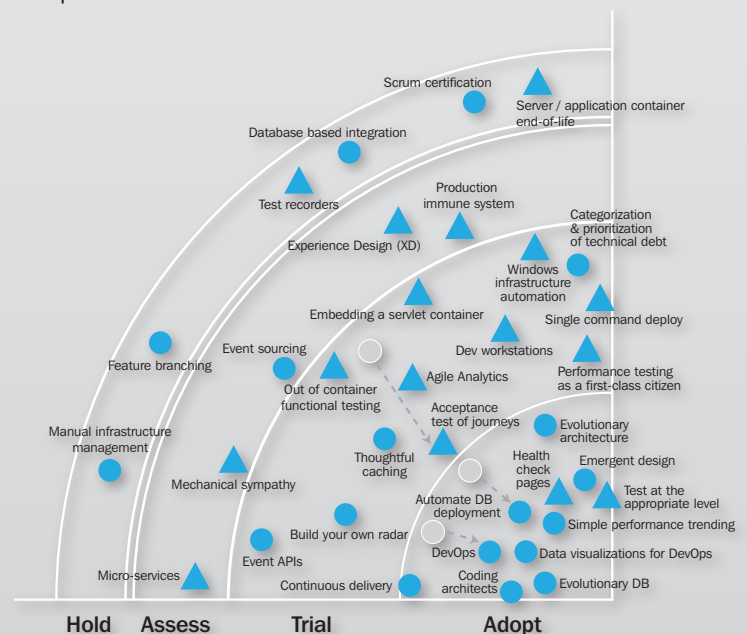 Scrum certification
Server / application container
end-of-life
Database based integration
Test recorders
Production
immune system
Experience Design (XD)
Categorization
& prioritization
of technical debt
Windows
infrastructure
automation
Embedding a servlet container
Single command deploy
Dev workstations
Feature branching
Event sourcing
Out of container
functional testing
Agile Analytics
Performance testing
as a first-class citizen
Acceptance
test of journeys
Evolutionary
architecture
Manual infrastructure
management
Thoughtful
caching
Health
check
pages
Emergent design
Mechanical sympathy
Test at the
appropriate level
Automate DB
deployment
Simple performance trending
Build your own radar
Event APIs
DevOps
Data visualizations for DevOps
Micro-services
Continuous delivery
Coding
architects
Evolutionary DB
Hold
Assess
Trial
Adopt